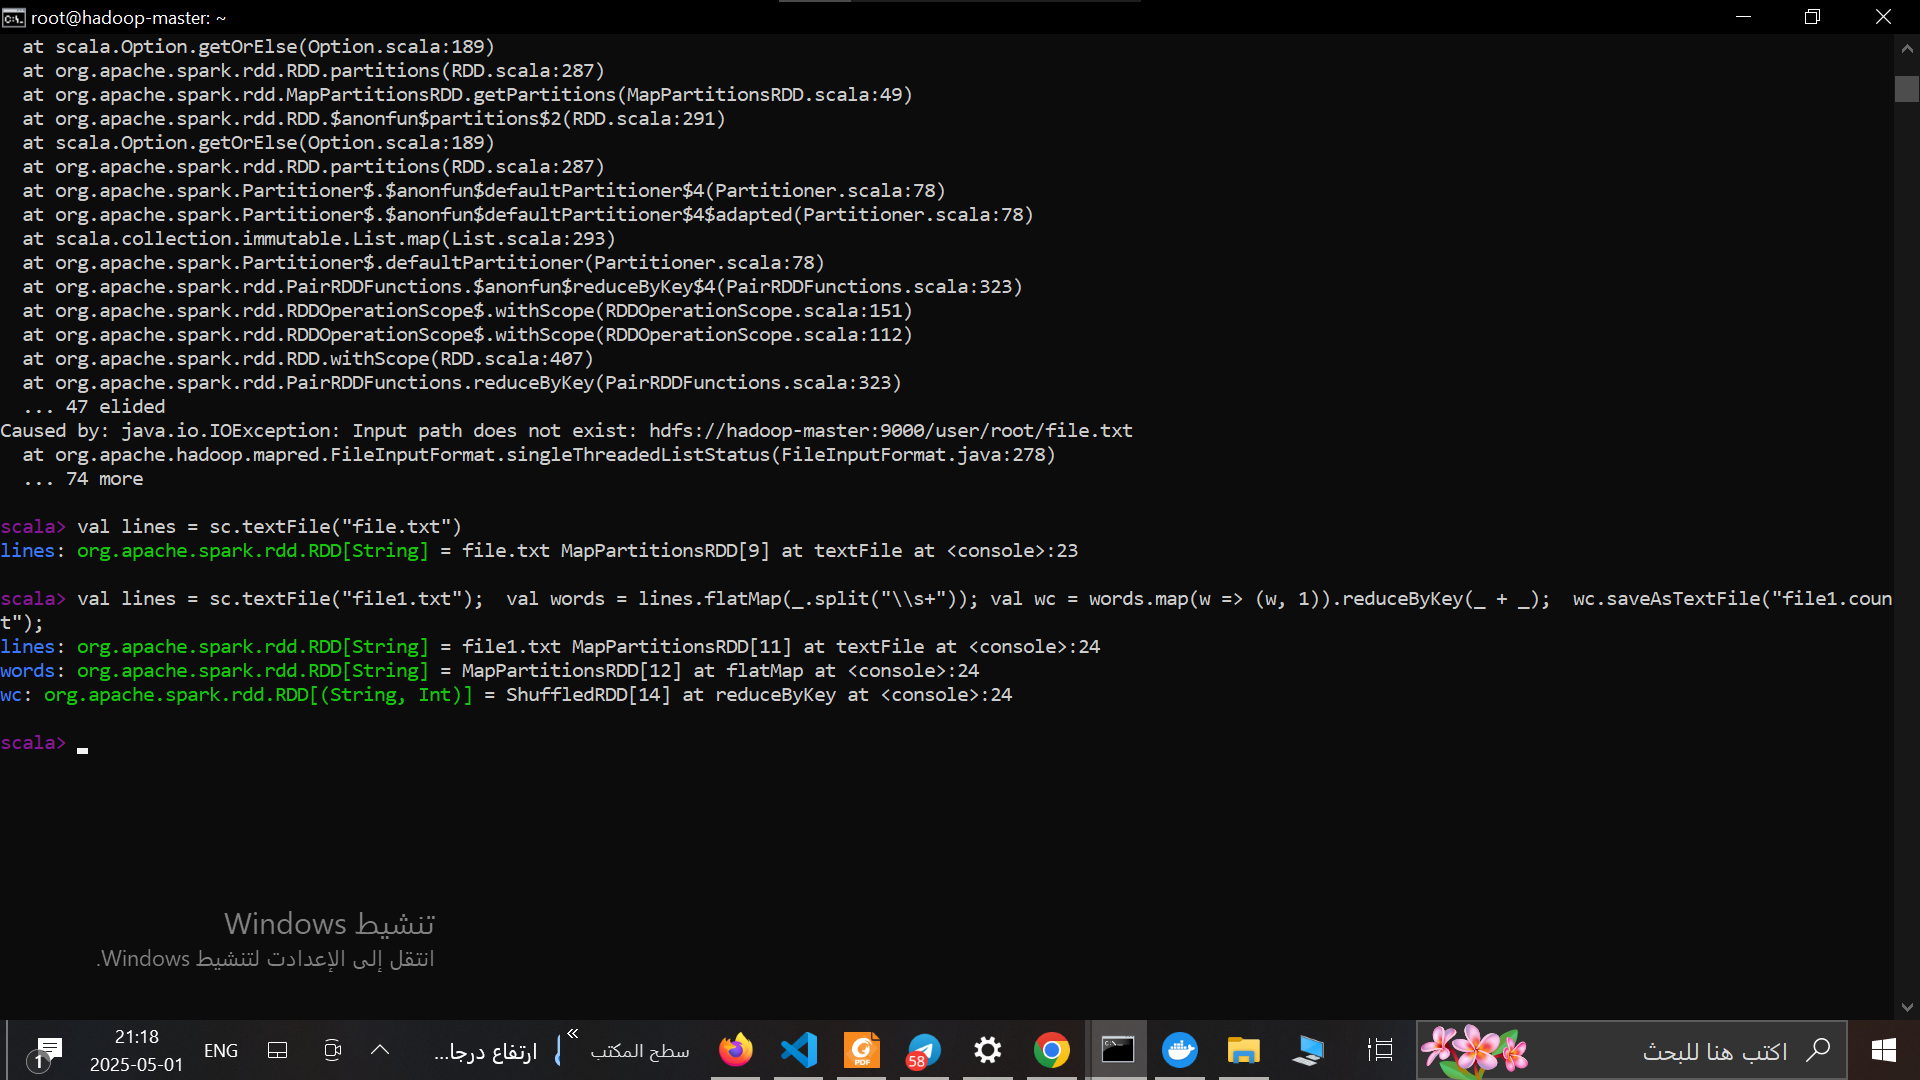 root@hadoop-master: ~
at scala.Option.getOrElse(Option.scala:189)
at org.apache.spark.rdd.RDD.partitions(RDD.scala:287)
at org.apache.spark.rdd.MapPartitionsRDD.getPartitions(MapPartitionsRDD.scala:49)
at org.apache.spark.rdd.RDD.$anonfun$partitions$2(RDD.scala:291)
at scala.Option.getOrElse(Option.scala:189)
at org.apache.spark.rdd.RDD.partitions(RDD.scala:287)
at org.apache.spark.Partitioner$.$anonfun$defaultPartitioner$4(Partitioner.scala:78)
at org.apache.spark.Partitioner$.$anonfun$defaultPartitioner$4$adapted(Partitioner.scala:78)
at scala.collection.immutable.List.map(List.scala:293)
at org.apache.spark.Partitioner$.defaultPartitioner(Partitioner.scala:78)
at org.apache.spark.rdd.PairRDDFunctions.$anonfun$reduceByKey$4(PairRDDFunctions.scala:323)
at org.apache.spark.rdd.RDDOperationScope$.withScope(RDDOperationScope.scala:151)
at org.apache.spark.rdd.RDDOperationScope$.withScope(RDDOperationScope.scala:112)
at org.apache.spark.rdd.RDD.withScope(RDD.scala:407)
at org.apache.spark.rdd.PairRDDFunctions.reduceByKey(PairRDDFunctions.scala:323)
... 47 elided
Caused by: java.io.IOException: Input path does not exist: hdfs://hadoop-master:9000/user/root/file.txt
at org.apache.hadoop.mapred.FileInputFormat.singleThreadedListStatus(FileInputFormat.java:278)
... 74 more
scala> val lines = sc.textFile("file.txt")
lines: org.apache.spark.rdd.RDD[String] = file.txt MapPartitionsRDD[9] at textFile at <console>:23
scala> val lines = sc.textFile("file1.txt");  val words = lines.flatMap(_.split("\\s+")); val wc = words.map(w => (w, 1)).reduceByKey(_ + _);  wc.saveAsTextFile("file1.coun
t");
lines: org.apache.spark.rdd.RDD[String] = file1.txt MapPartitionsRDD[11] at textFile at <console>:24
words: org.apache.spark.rdd.RDD[String] = MapPartitionsRDD[12] at flatMap at <console>:24
wc: org.apache.spark.rdd.RDD[(String, Int)] = ShuffledRDD[14] at reduceByKey at <console>:24
scala>
تنشيط Windows
انتقل إلى الإعدادت لتنشيط Windows.
اكتب هنا للبحث
PDF
58
سطح المكتب
ارتفاع درجا...
ENG
21:18
2025-05-01
1